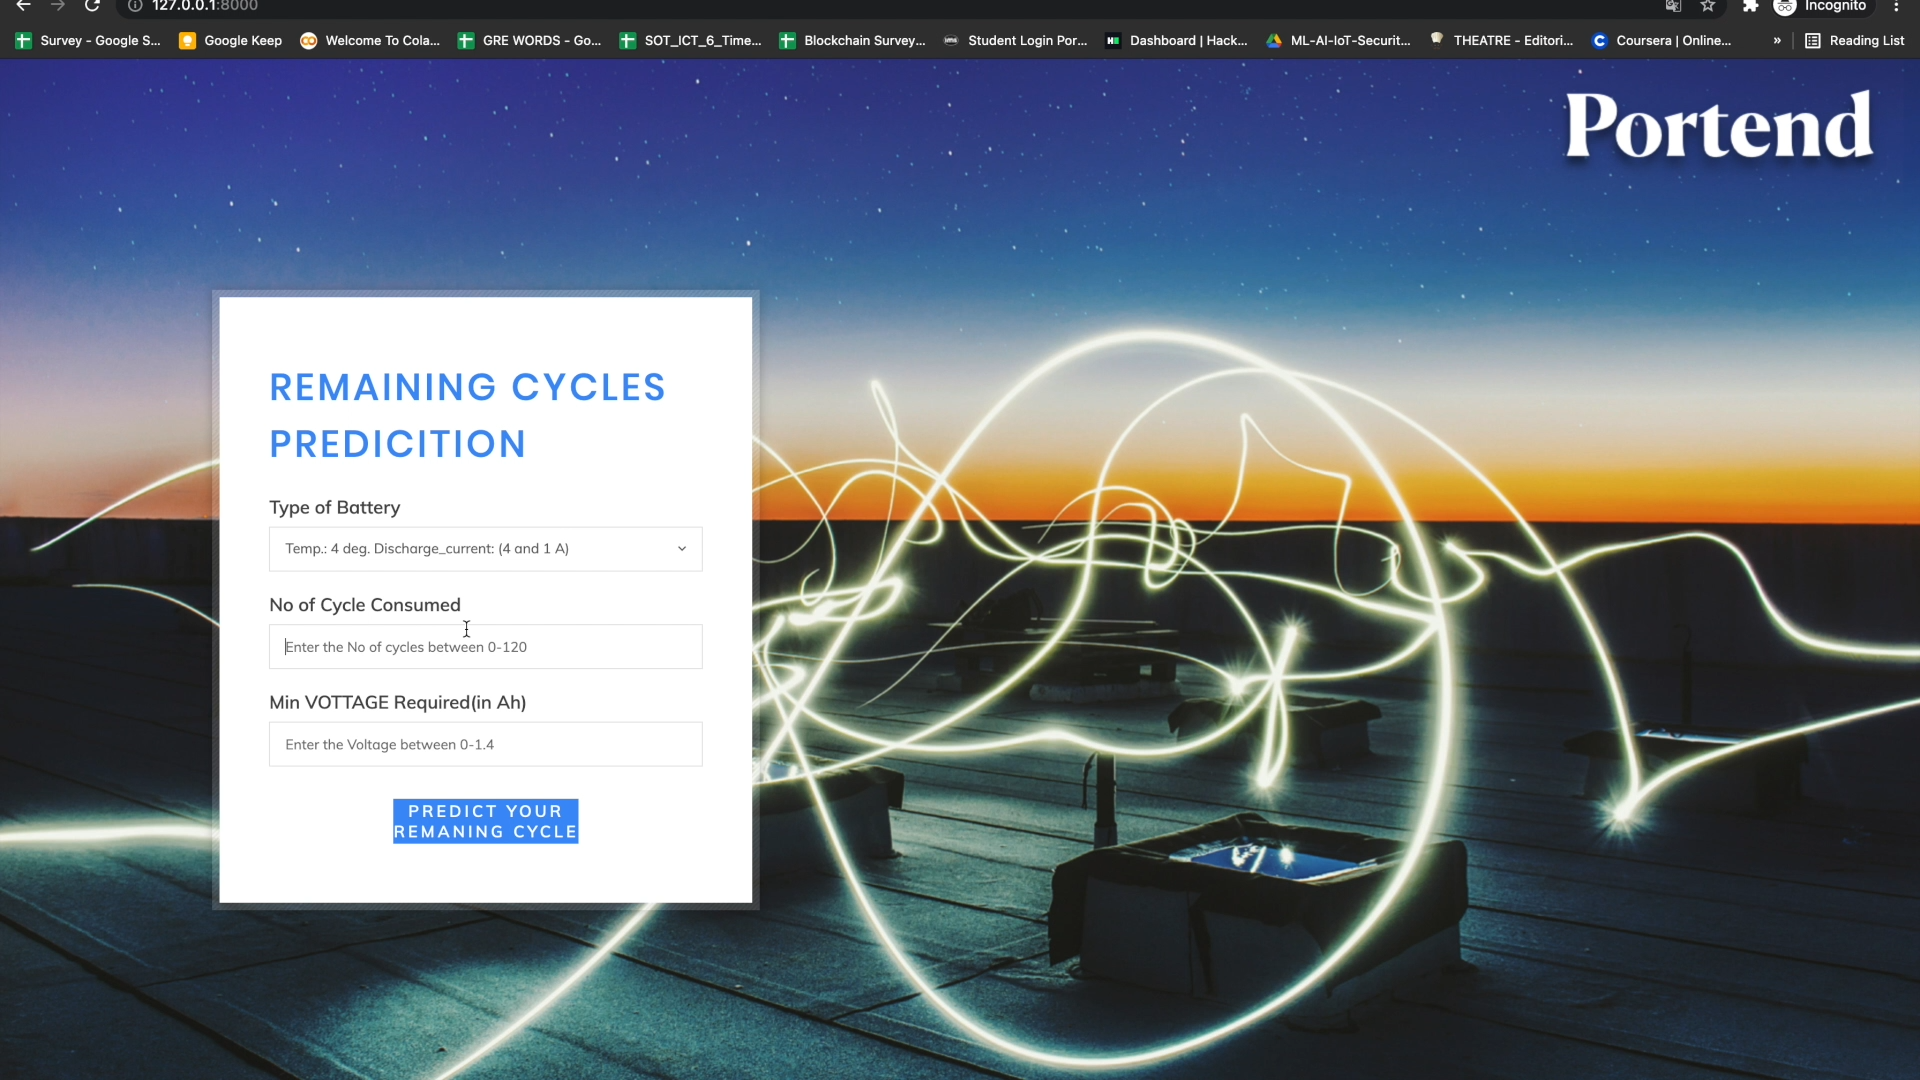 127.0.0.1:8000
Incognito
Survey - Google S...
Google Keep
Welcome To Cola...
GRE WORDS - Go...
SOT_ICT_6_Time...
Blockchain Survey...
Student Login Por...
Dashboard | Hack...
ML-AI-IoT-Securit...
THEATRE - Editori...
Coursera | Online...
»
Reading List
Portend
REMAINING CYCLES
PREDICITION
Type of Battery
Temp.: 4 deg. Discharge_current: (4 and 1 A)
No of Cycle Consumed
Enter the No of cycles between 0-120
Min VOTTAGE Required(in Ah)
Enter the Voltage between 0-1.4
PREDICT YOUR
REMANING CYCLE